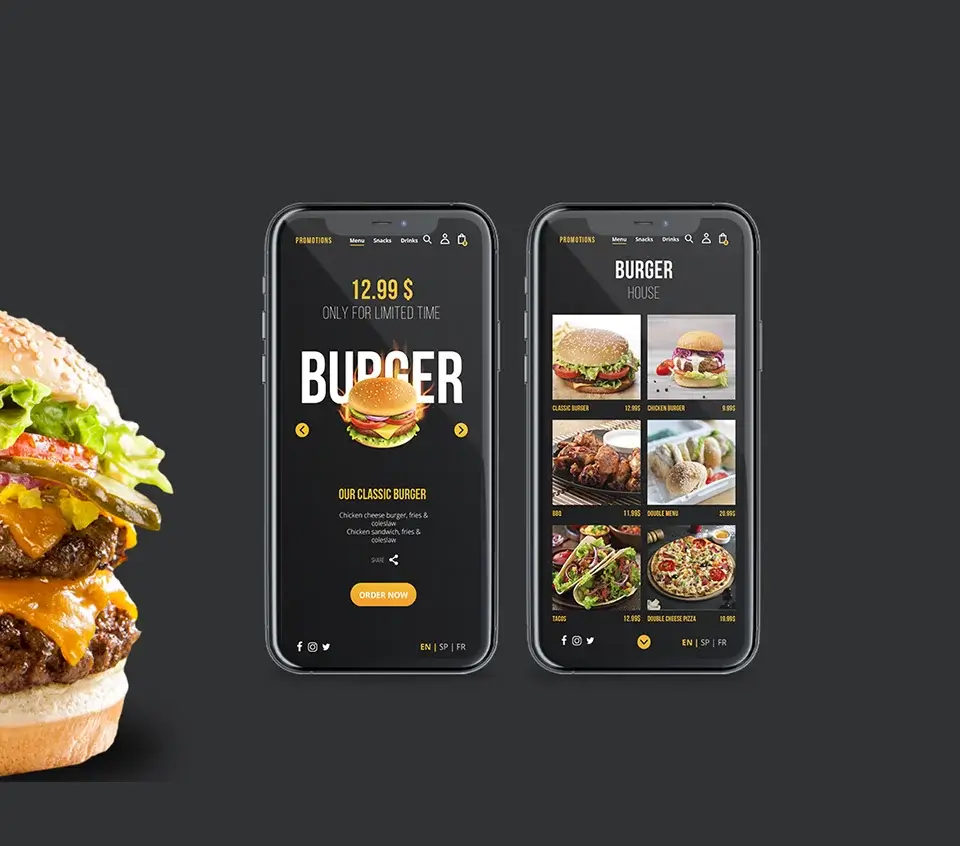 PROMOTIONS Menu Snacks Drinks
12.99 $
ONLY FOR LIMITED TIME
BURGER
OUR CLASSIC BURGER
Chicken cheese burger, fries &
coleslaw
Chicken sandwich, fries &
coleslaw
SHARE
ORDER NOW
EN | SP | FR
PROMOTIONS Menu Snacks Drinks
BURGER
HOUSE
CLASSIC BURGER 12.99$ CHICKEN BURGER 9.99$
BBQ 11.99$ DOUBLE MENU 20.99$
TACOS 12.99$ DOUBLE CHEESE PIZZA 19.99$
EN | SP | FR